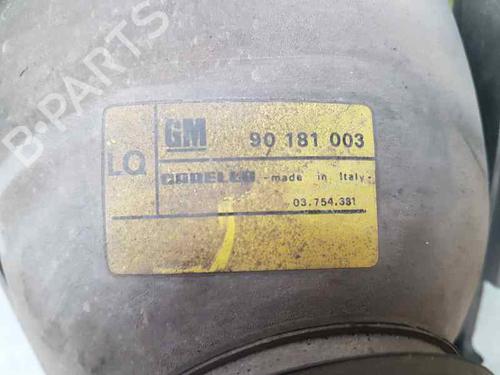 B-PARTS
LQ
GM 90 181 003
CARELLO -made in Italy-
03.754.381